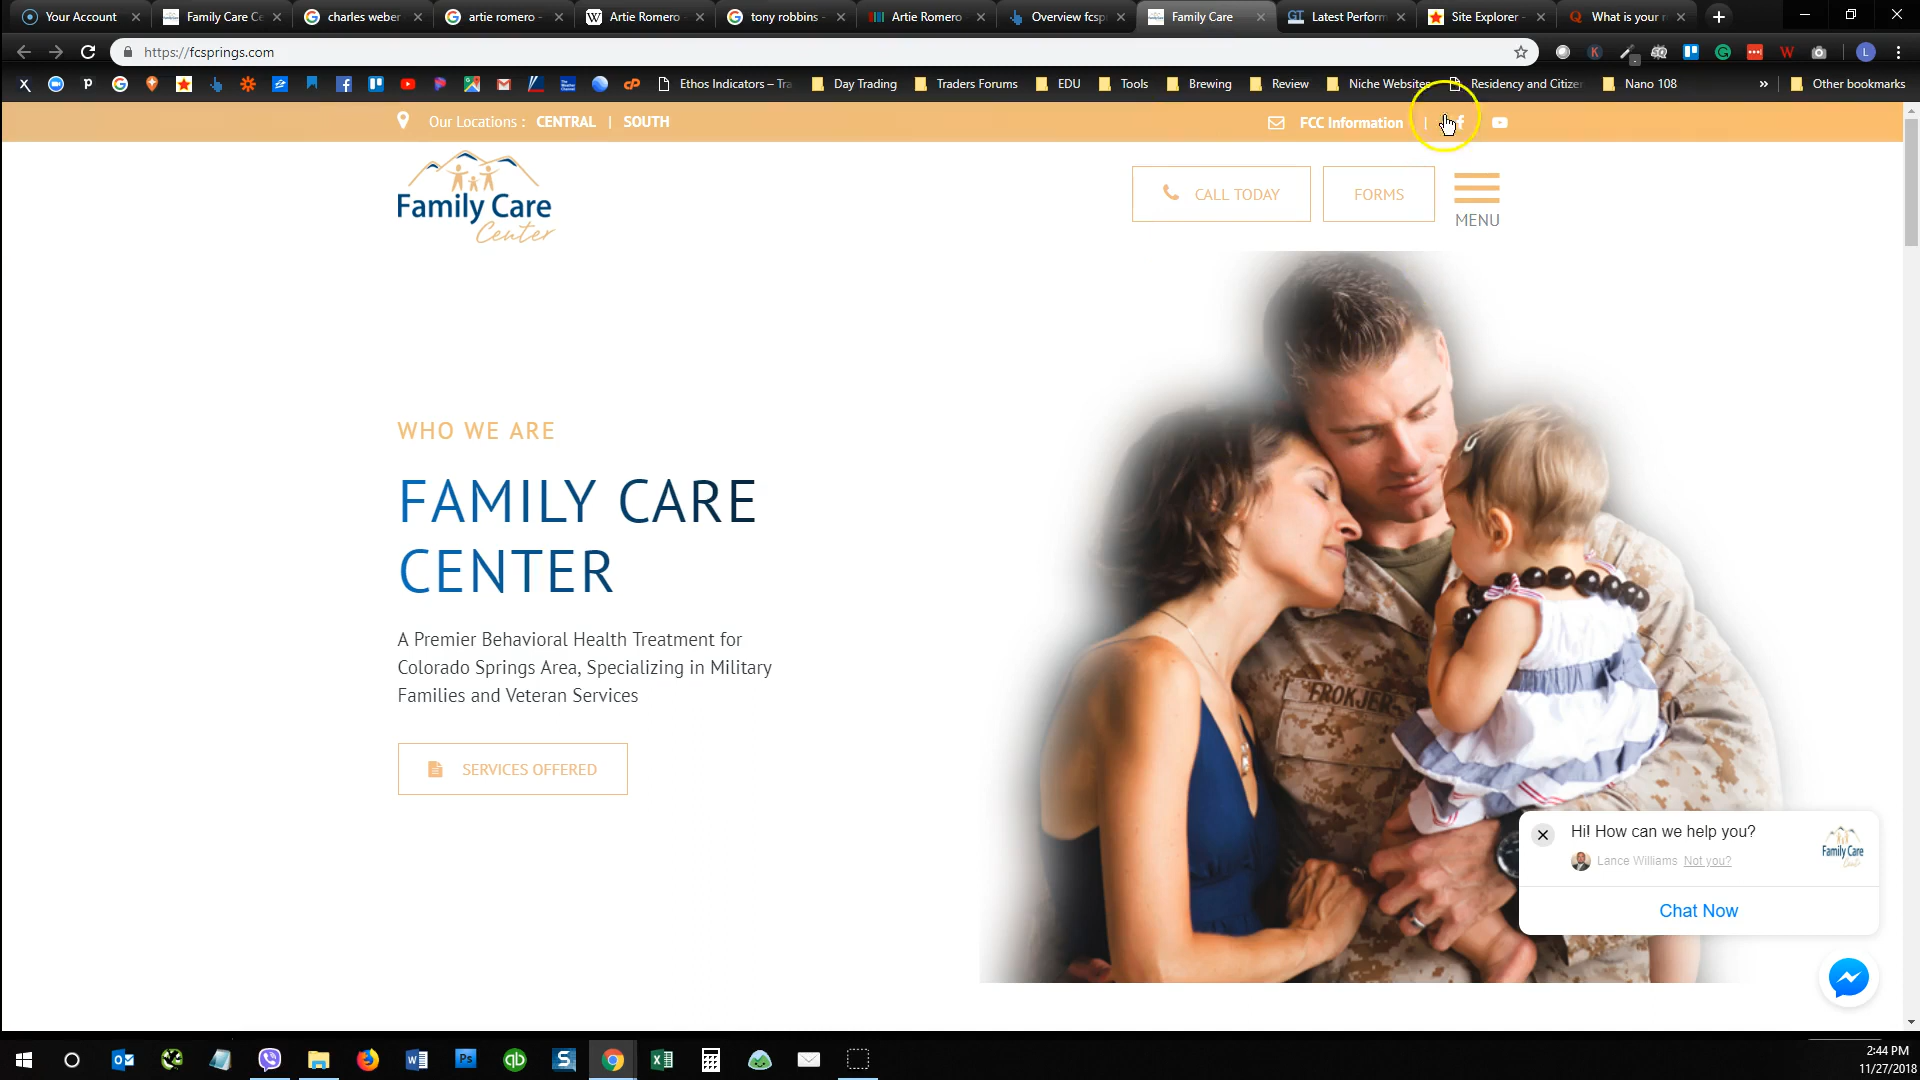 Your Account
Family Care Ce
charles weber
artie romero -
Artie Romero
tony robbins -
Artie Romero
Overview fcsp
Family Care
Latest Perform
Site Explorer -
What is your
https://fcsprings.com
Ethos Indicators – Tra
Day Trading
Traders Forums
EDU
Tools
Brewing
Review
Niche Websites
Residency and Citize
Nano 108
»
Other bookmarks
Our Locations : CENTRAL | SOUTH
FCC Information |
Family Care
Center
CALL TODAY
FORMS
MENU
WHO WE ARE
FAMILY CARE
CENTER
A Premier Behavioral Health Treatment for
Colorado Springs Area, Specializing in Military
Families and Veteran Services
SERVICES OFFERED
FROKJER
Hi! How can we help you?
Lance Williams Not you?
Family Care
Chat Now
2:44 PM
11/27/2018